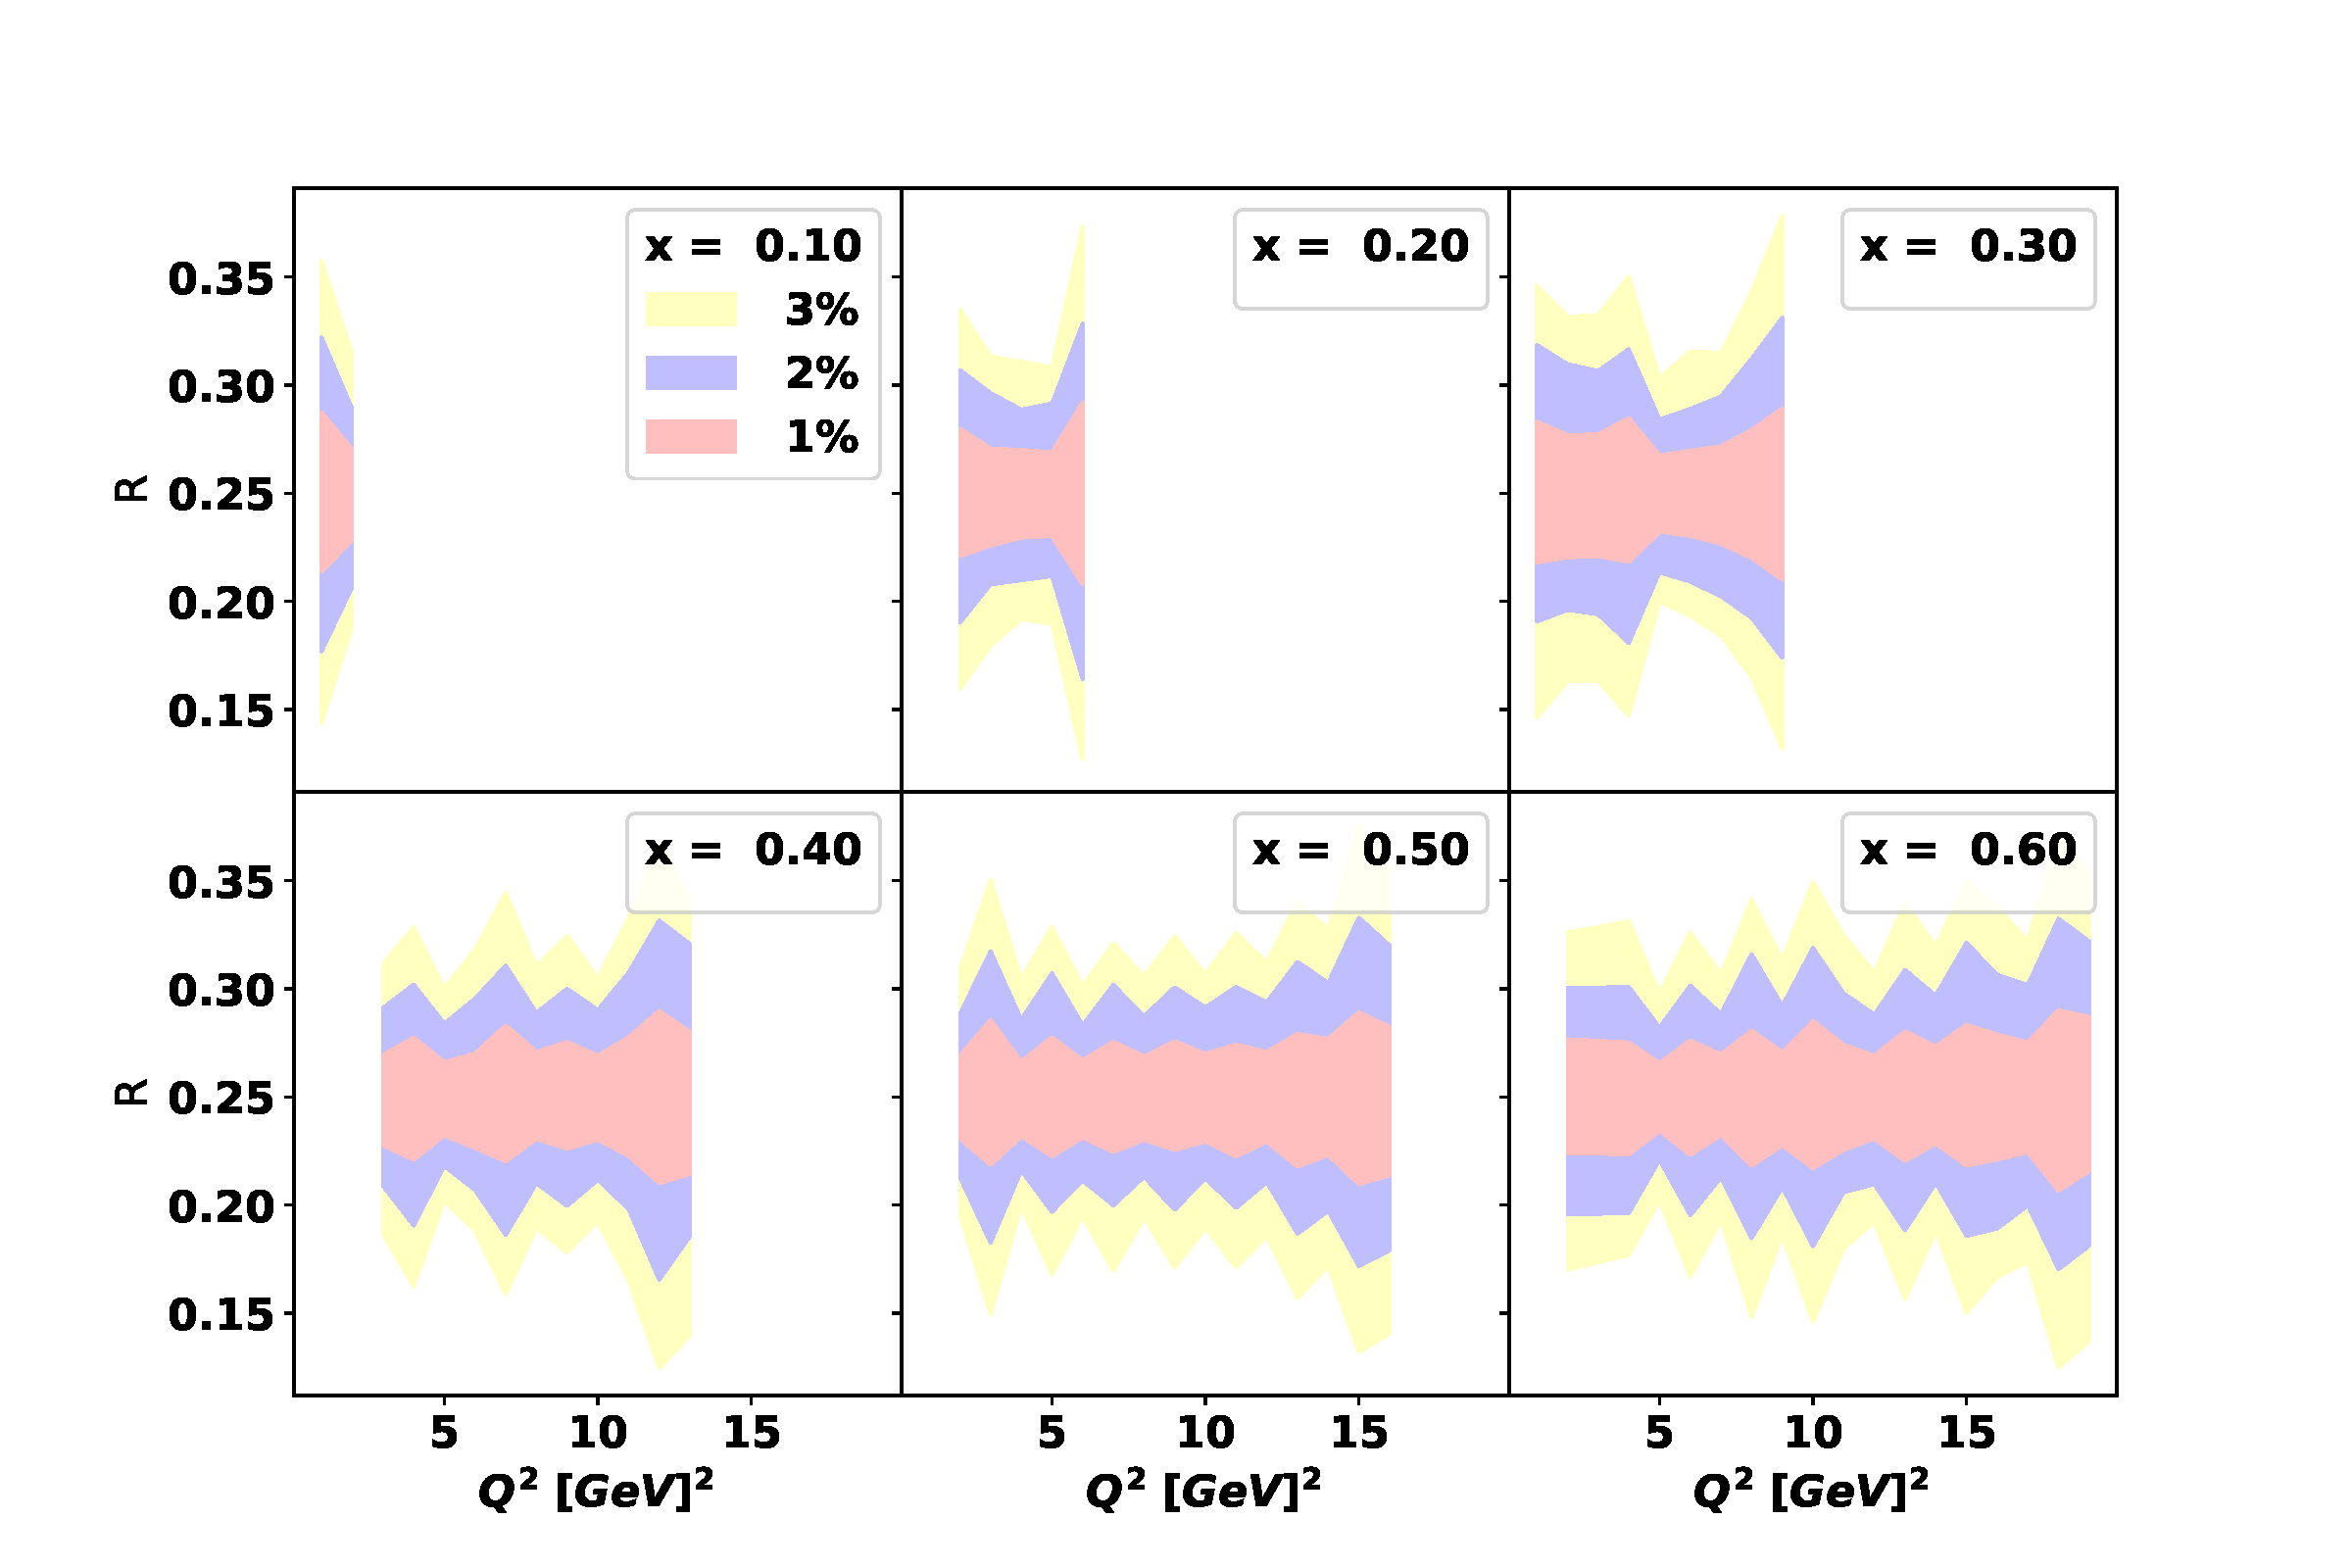 x = 0.10
3%
2%
1%
x = 0.20
x = 0.30
R
0.35
0.30
0.25
0.20
0.15
x = 0.40
x = 0.50
x = 0.60
R
0.35
0.30
0.25
0.20
0.15
5 10 15
5 10 15
5 10 15
Q² [GeV]²
Q² [GeV]²
Q² [GeV]²